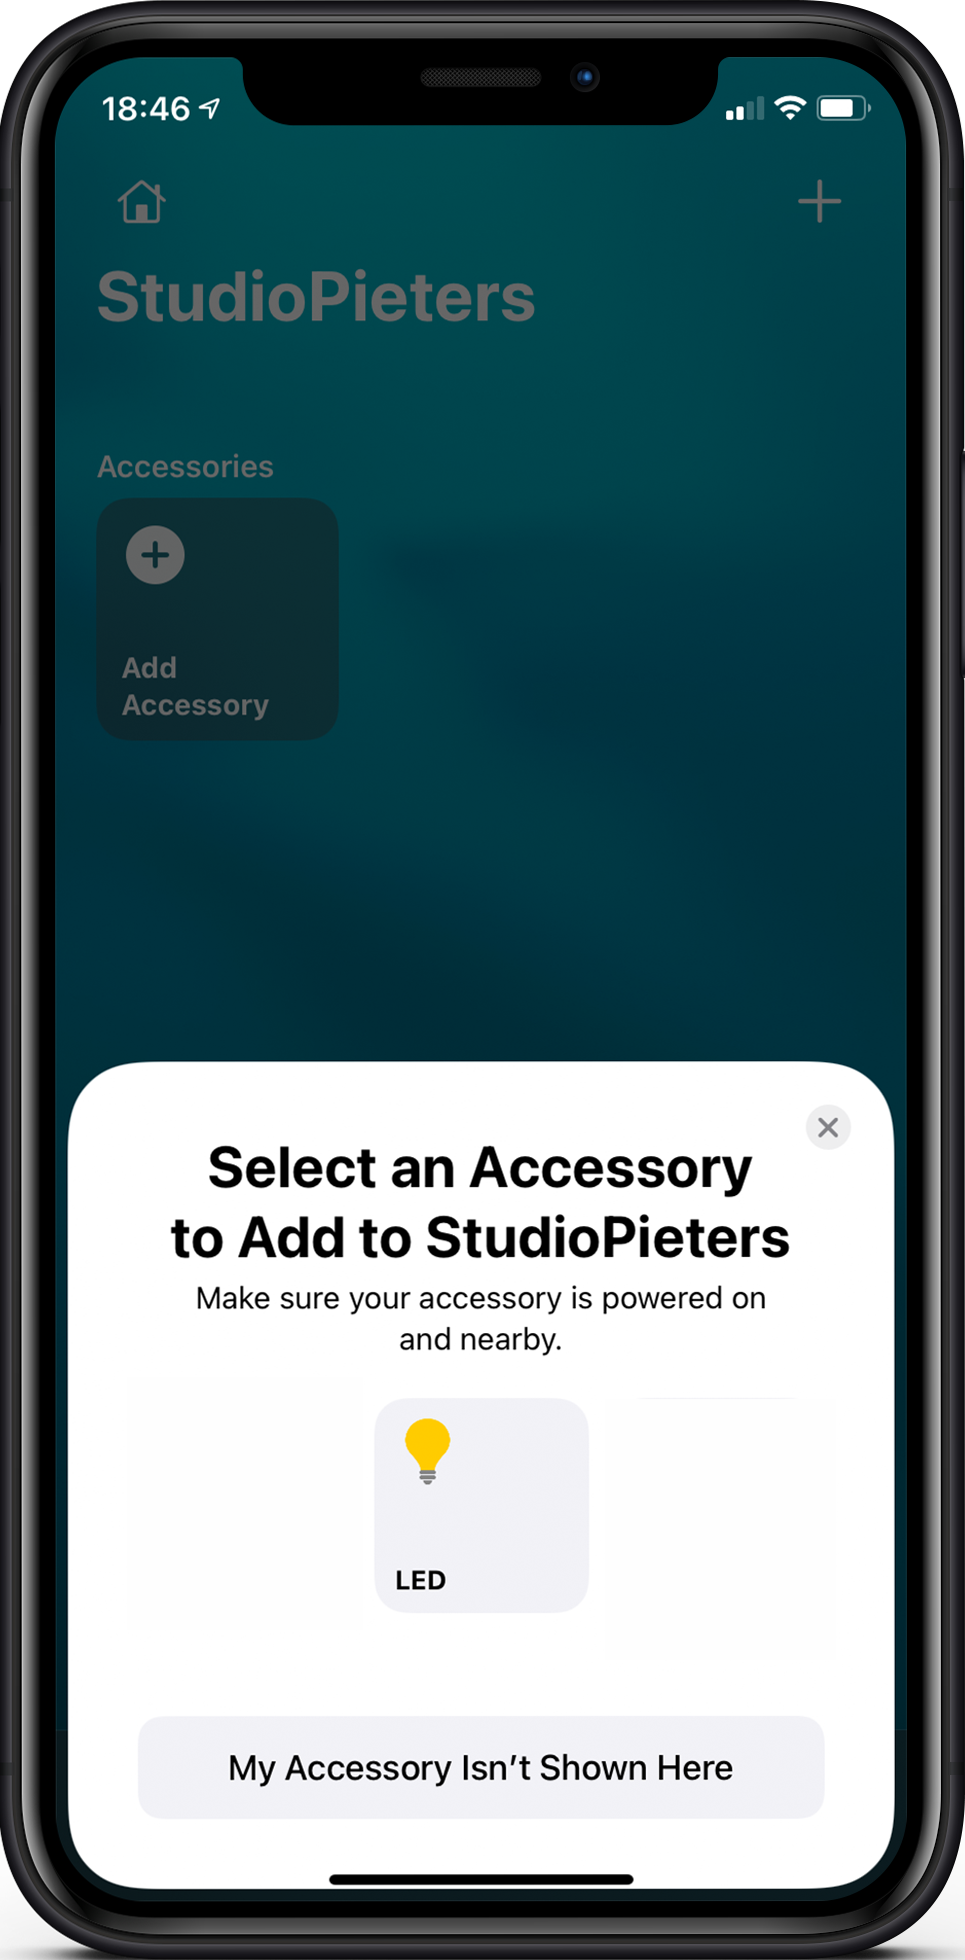 18:46
StudioPieters
Accessories
Add
Accessory
Select an Accessory
to Add to StudioPieters
Make sure your accessory is powered on
and nearby.
LED
My Accessory Isn’t Shown Here